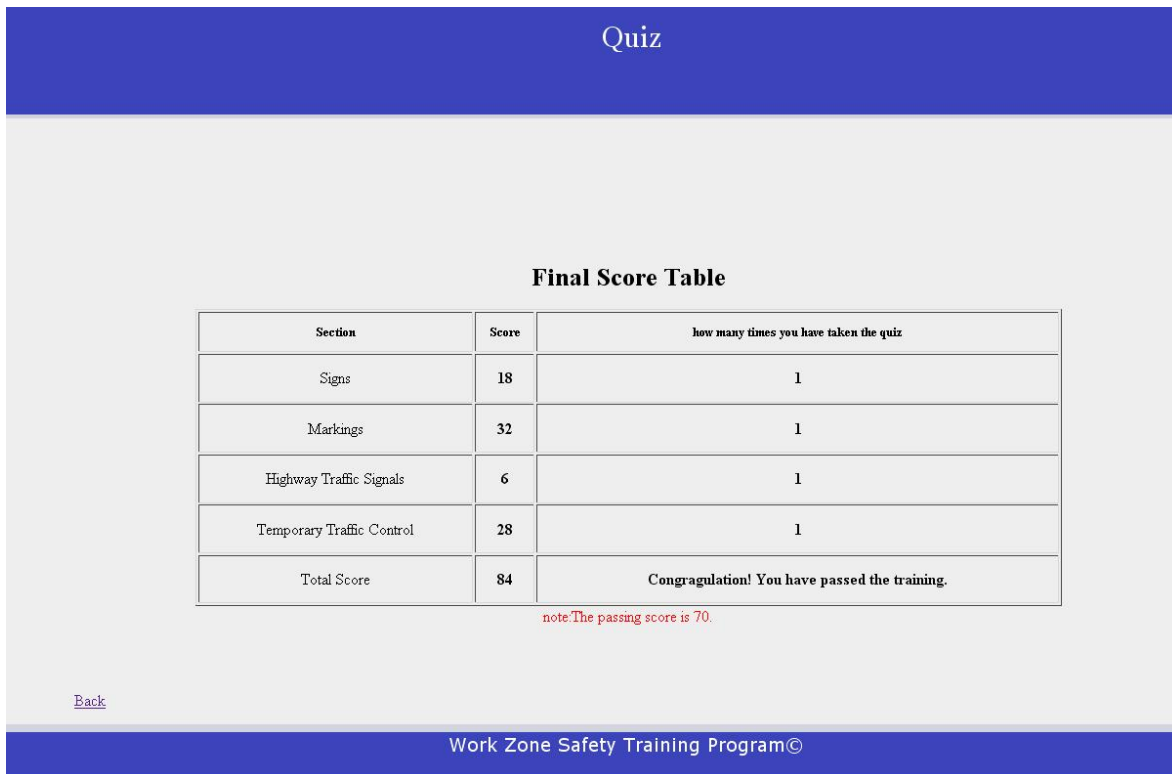 Quiz
Final Score Table
Section Score how many times you have taken the quiz
Signs 18 1
Markings 32 1
Highway Traffic Signals 6 1
Temporary Traffic Control 28 1
Total Score 84 Congragulation! You have passed the training.
note:The passing score is 70.
Back
Work Zone Safety Training Program©